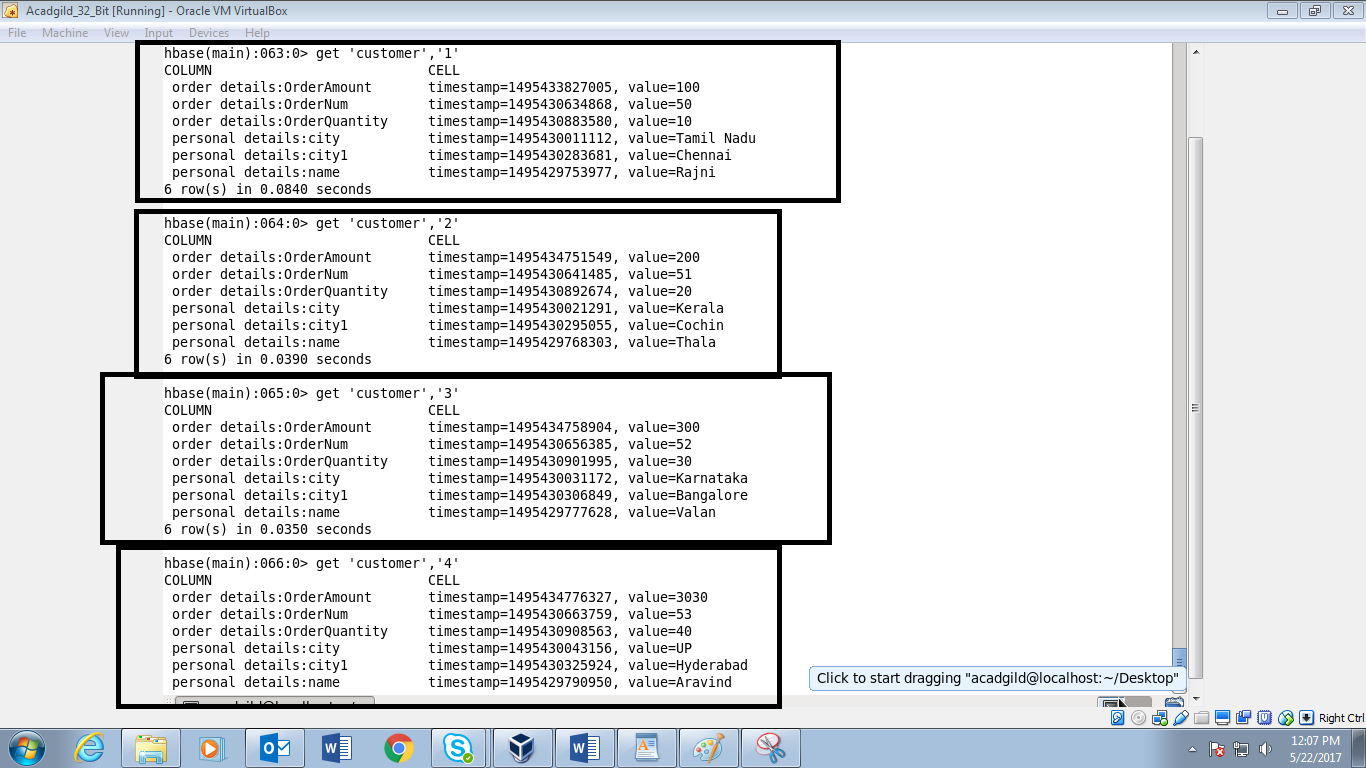 Acadgild_32_Bit [Running] - Oracle VM VirtualBox
File Machine View Input Devices Help
hbase(main):063:0> get 'customer','1'
COLUMN CELL
order details:OrderAmount timestamp=1495433827005, value=100
order details:OrderNum timestamp=1495430634868, value=50
order details:OrderQuantity timestamp=1495430883580, value=10
personal details:city timestamp=1495430011112, value=Tamil Nadu
personal details:city1 timestamp=1495430283681, value=Chennai
personal details:name timestamp=1495429753977, value=Rajni
6 row(s) in 0.0840 seconds
hbase(main):064:0> get 'customer','2'
COLUMN CELL
order details:OrderAmount timestamp=1495434751549, value=200
order details:OrderNum timestamp=1495430641485, value=51
order details:OrderQuantity timestamp=1495430892674, value=20
personal details:city timestamp=1495430021291, value=Kerala
personal details:city1 timestamp=1495430295055, value=Cochin
personal details:name timestamp=1495429768303, value=Thala
6 row(s) in 0.0390 seconds
hbase(main):065:0> get 'customer','3'
COLUMN CELL
order details:OrderAmount timestamp=1495434758904, value=300
order details:OrderNum timestamp=1495430656385, value=52
order details:OrderQuantity timestamp=1495430901995, value=30
personal details:city timestamp=1495430031172, value=Karnataka
personal details:city1 timestamp=1495430306849, value=Bangalore
personal details:name timestamp=1495429777628, value=Valan
6 row(s) in 0.0350 seconds
hbase(main):066:0> get 'customer','4'
COLUMN CELL
order details:OrderAmount timestamp=1495434776327, value=3030
order details:OrderNum timestamp=1495430663759, value=53
order details:OrderQuantity timestamp=1495430908563, value=40
personal details:city timestamp=1495430043156, value=UP
personal details:city1 timestamp=1495430325924, value=Hyderabad
personal details:name timestamp=1495429790950, value=Aravind
Click to start dragging "acadgild@localhost:~/Desktop"
Right Ctrl
12:07 PM
5/22/2017